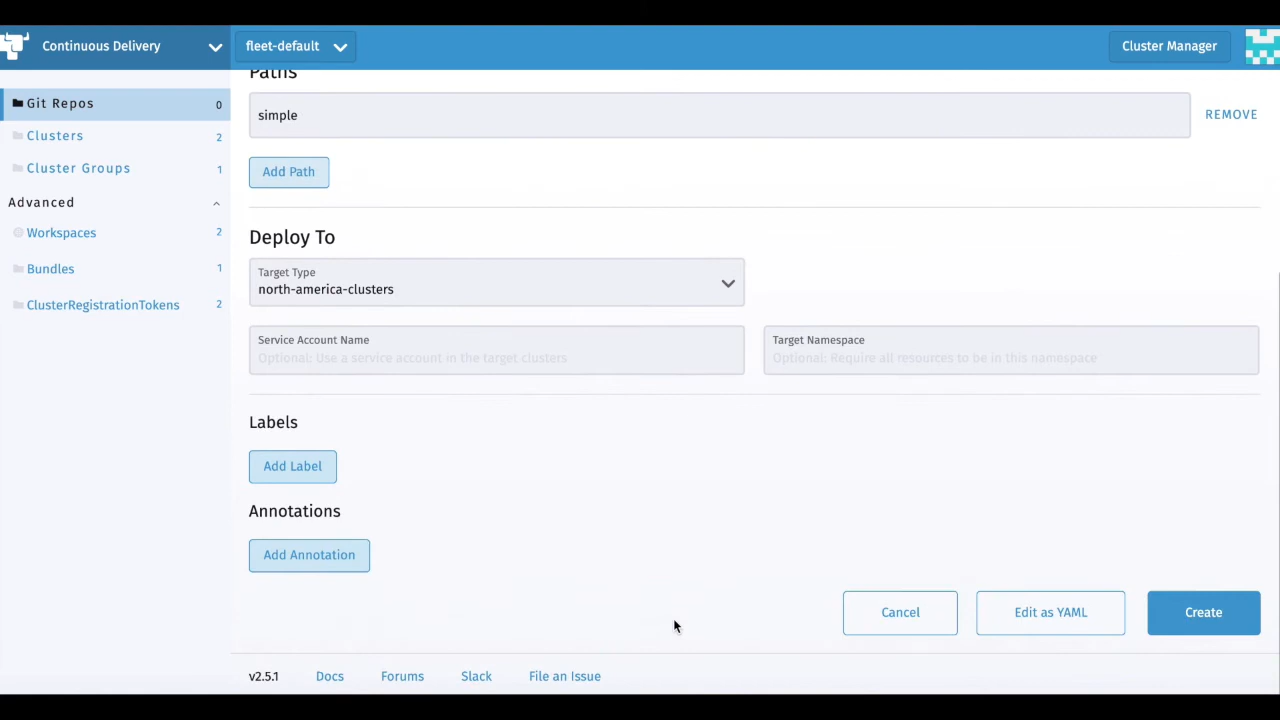 Continuous Delivery
fleet-default
Cluster Manager
Git Repos 0
Clusters 2
Cluster Groups 1
Advanced
Workspaces 2
Bundles 1
ClusterRegistrationTokens 2
Paths
simple
REMOVE
Add Path
Deploy To
Target Type
north-america-clusters
Service Account Name
Optional: Use a service account in the target clusters
Target Namespace
Optional: Require all resources to be in this namespace
Labels
Add Label
Annotations
Add Annotation
Cancel
Edit as YAML
Create
v2.5.1
Docs
Forums
Slack
File an Issue